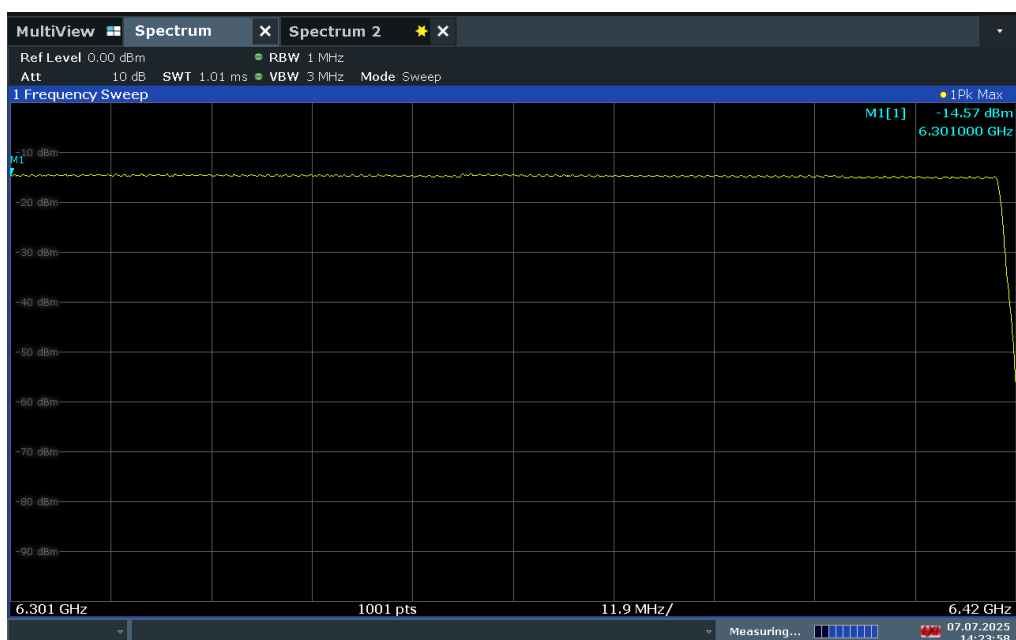 MultiView Spectrum X Spectrum 2 X
Ref Level 0.00 dBm RBW 1 MHz
Att 10 dB SWT 1.01 ms VBW 3 MHz Mode Sweep
1 Frequency Sweep 1Pk Max
M1[1] -14.57 dBm
6.301000 GHz
-10 dBm
M1
-20 dBm
-30 dBm
-40 dBm
-50 dBm
-60 dBm
-70 dBm
-80 dBm
-90 dBm
6.301 GHz 1001 pts 11.9 MHz/ 6.42 GHz
Measuring... 07.07.2025
14:23:58